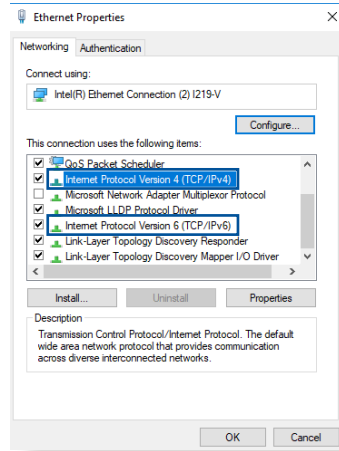 Ethernet Properties
Networking Authentication
Connect using:
Intel(R) Ethernet Connection (2) I219-V
Configure...
This connection uses the following items:
QoS Packet Scheduler
Internet Protocol Version 4 (TCP/IPv4)
Microsoft Network Adapter Multiplexor Protocol
Microsoft LLDP Protocol Driver
Internet Protocol Version 6 (TCP/IPv6)
Link-Layer Topology Discovery Responder
Link-Layer Topology Discovery Mapper I/O Driver
Install... Uninstall Properties
Description
Transmission Control Protocol/Internet Protocol. The default
wide area network protocol that provides communication
across diverse interconnected networks.
OK Cancel